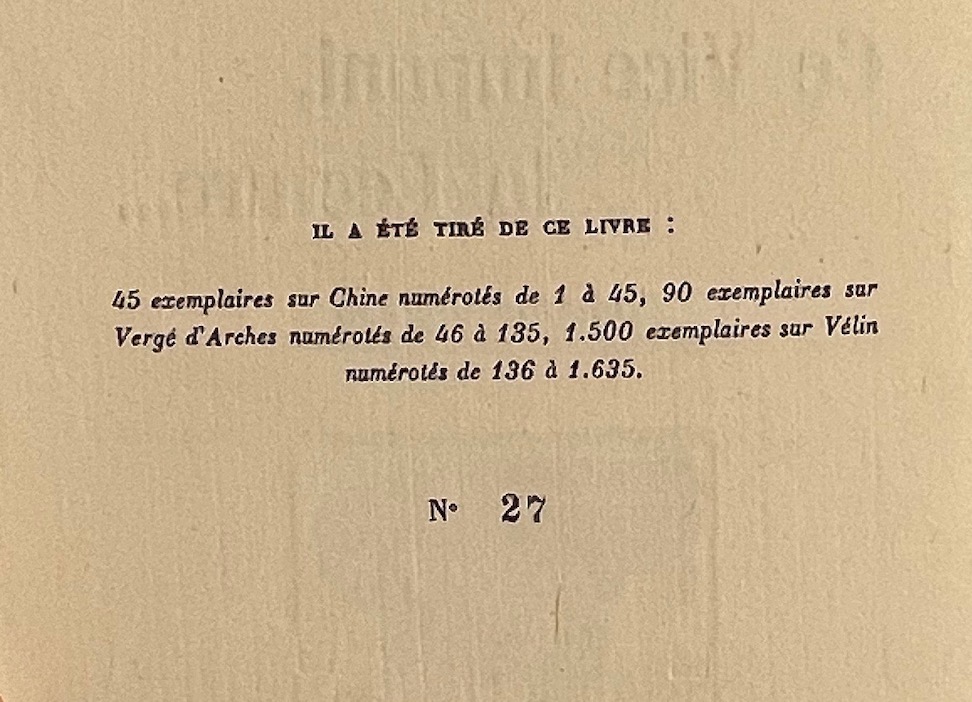 IL A ÉTÉ TIRÉ DE CE LIVRE :
45 exemplaires sur Chine numérotés de 1 à 45, 90 exemplaires sur
Vergé d'Arches numérotés de 46 à 135, 1.500 exemplaires sur Vélin
numérotés de 136 à 1.635.
N° 27